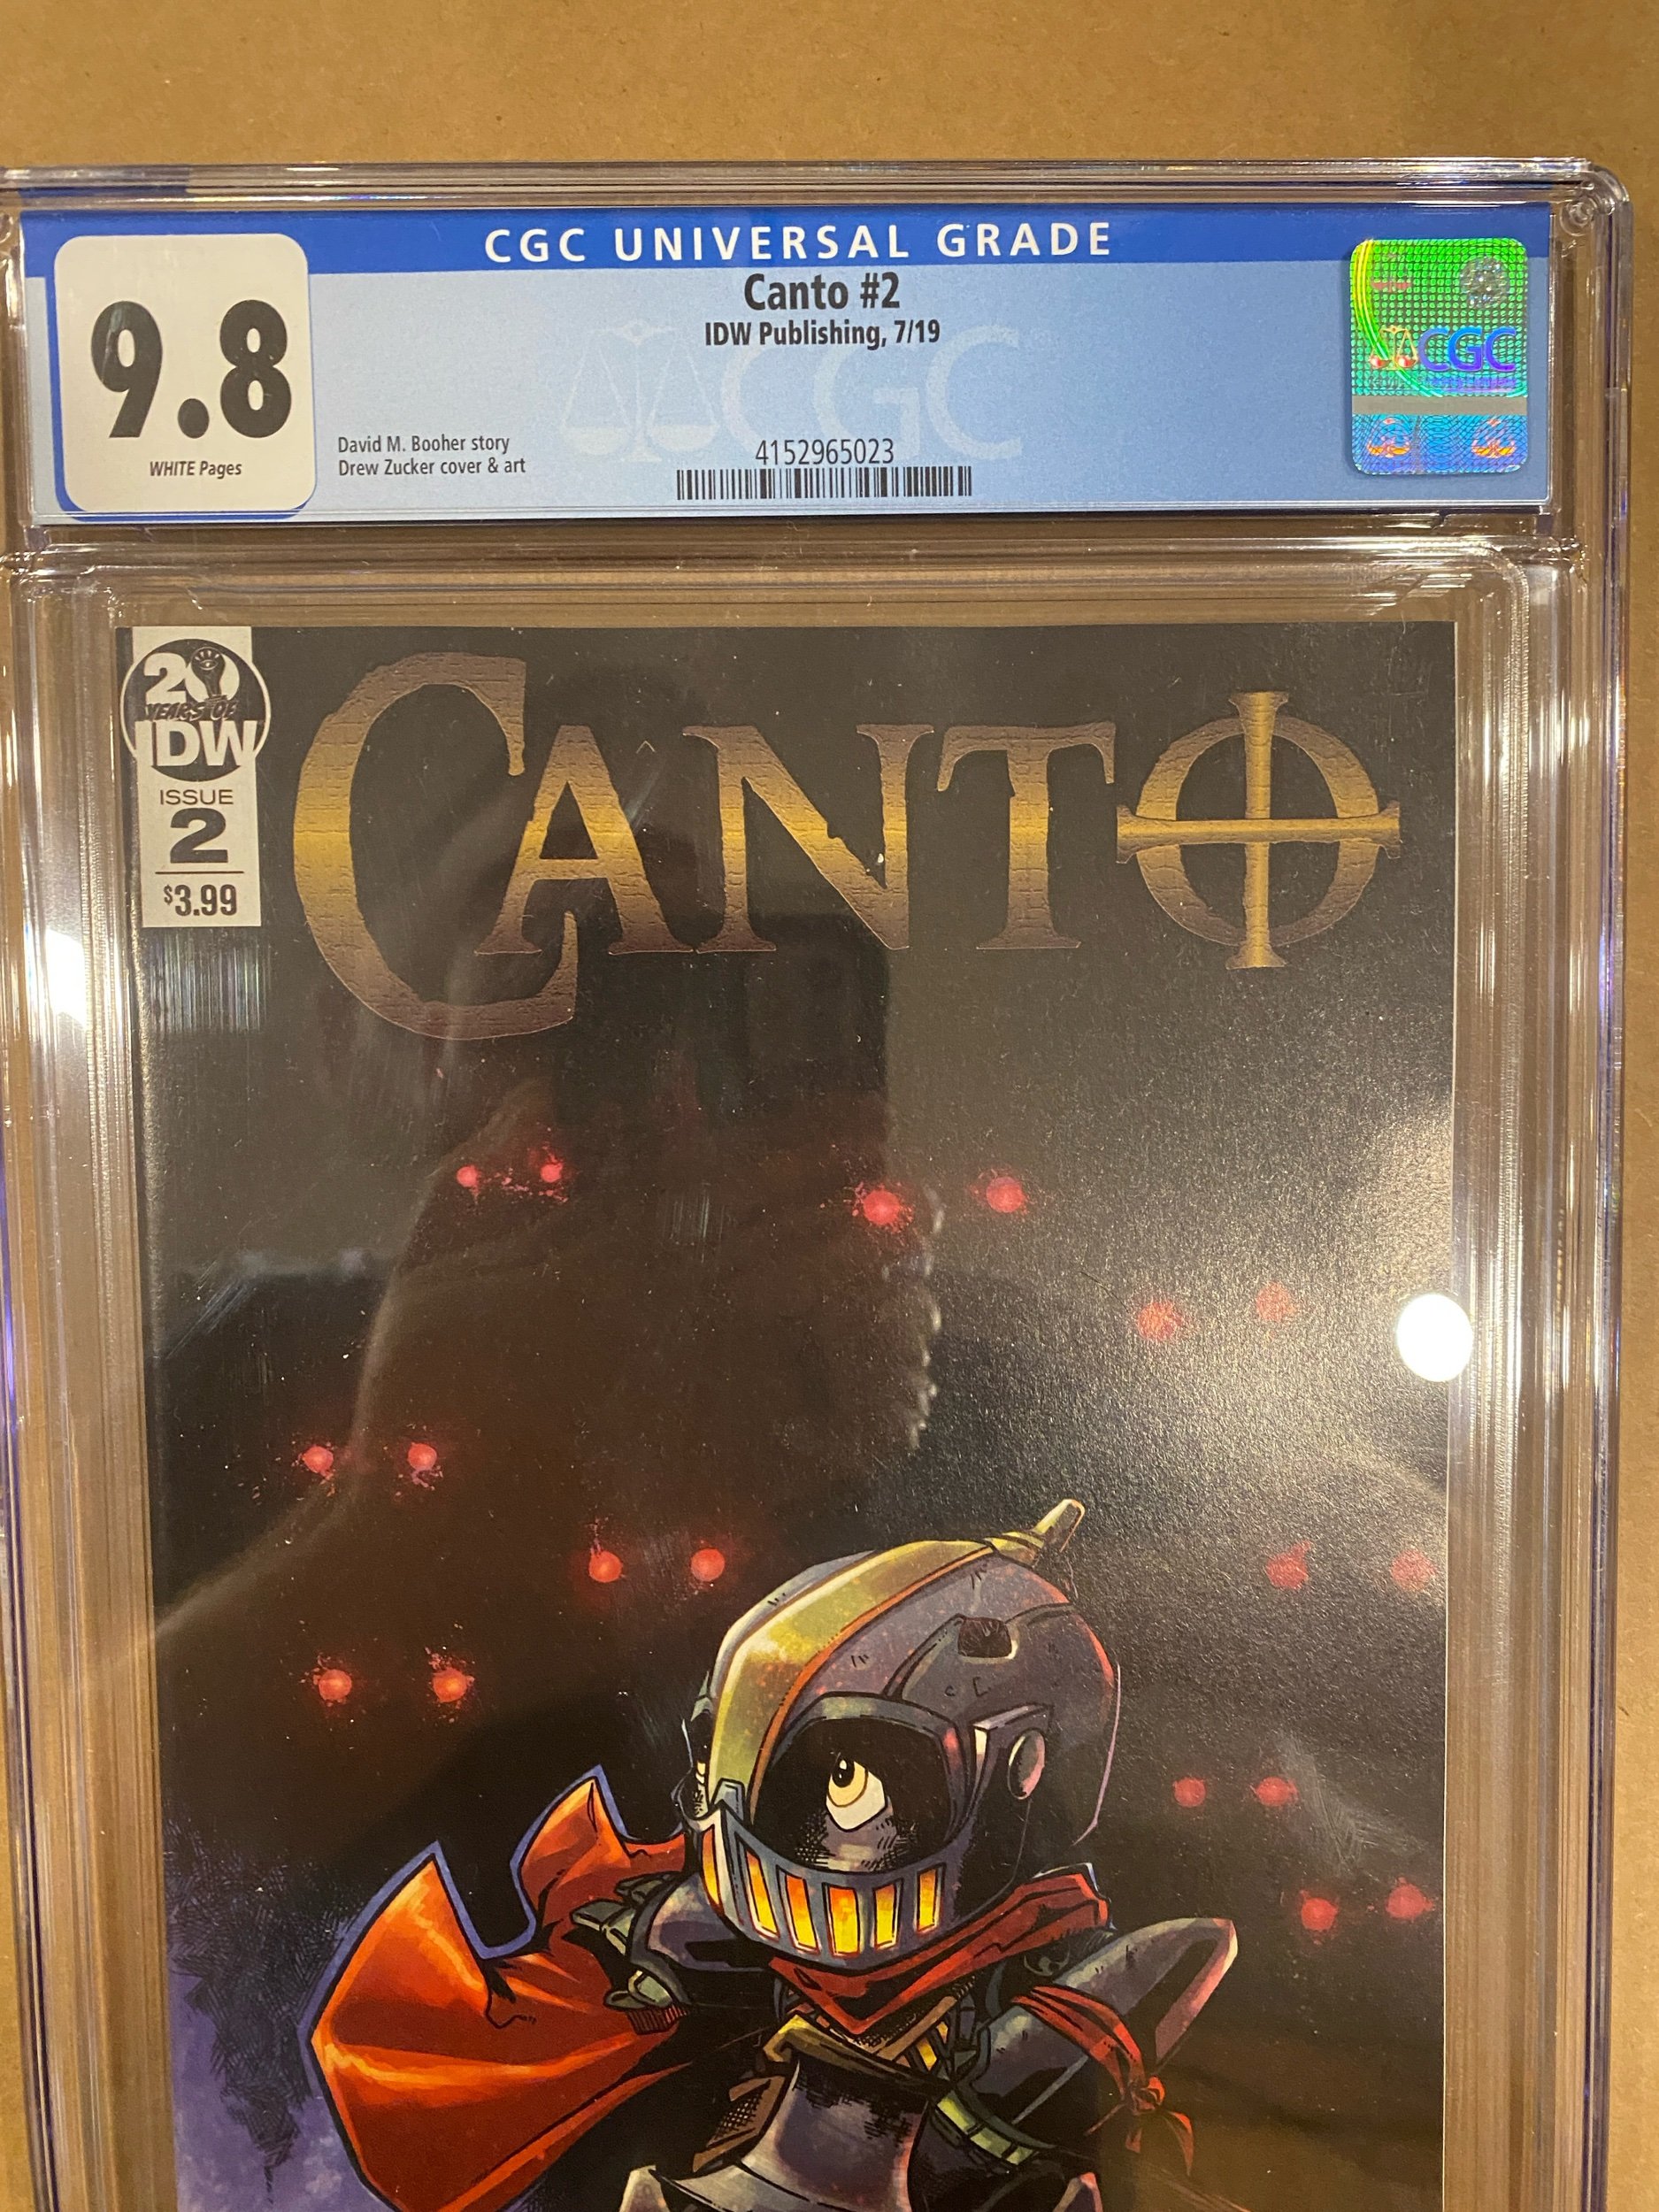 CGC UNIVERSAL GRADE
9.8
WHITE Pages
Canto #2
IDW Publishing, 7/19
David M. Booher story
Drew Zucker cover & art
4152965023
CGC
CGC
20
YEARS OF
IDW
ISSUE
2
$3.99
CANTO